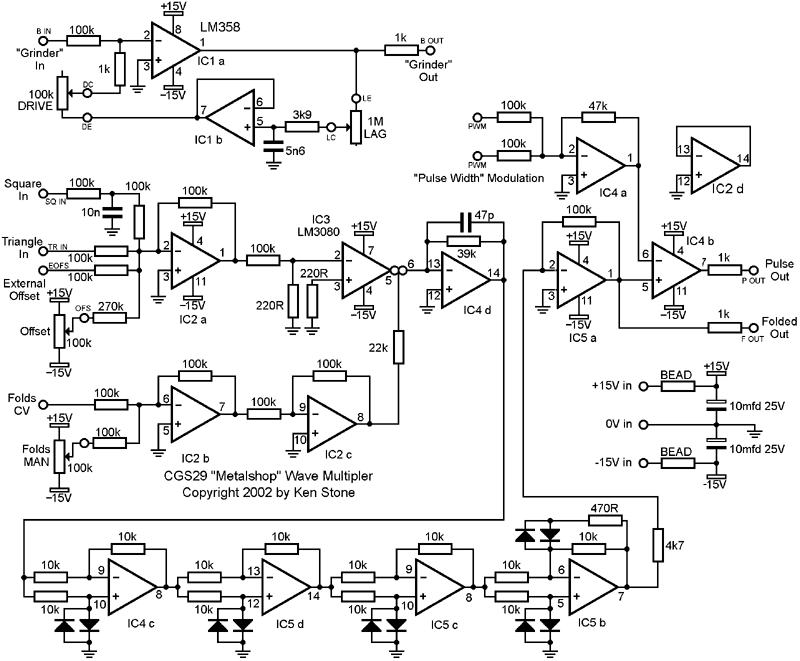 +15V
LM358
B IN
100k
2
8
1
1k
B OUT
"Grinder"
In
3
4
IC1 a
"Grinder"
Out
1k
–15V
100k
DRIVE
DC
DE
7
6
5
IC1 b
3k9
LC
LE
1M
LAG
5n6
PWM
100k
47k
PWM
100k
2
3
1
IC4 a
"Pulse Width" Modulation
13
12
14
IC2 d
Square
In
SQ IN
100k
10n
100k
100k
Triangle
In
TR IN
100k
EOFS
100k
External
Offset
+15V
OFS
270k
Offset
100k
–15V
+15V
2
3
4
11
1
–15V
IC2 a
100k
220R
220R
IC3
LM3080
+15V
2
3
7
5
4
6
–15V
47p
39k
13
12
14
IC4 d
22k
100k
+15V
2
3
4
11
1
–15V
IC5 a
+15V
IC4 b
6
5
4
11
7
–15V
1k
P OUT
Pulse
Out
1k
F OUT
Folded
Out
Folds
CV
100k
+15V
100k
Folds
MAN
100k
–15V
100k
6
5
7
IC2 b
100k
100k
9
10
8
IC2 c
+15V in
BEAD
+15V
10mfd 25V
0V in
10mfd 25V
-15V in
BEAD
-15V
CGS29 "Metalshop" Wave Multipler
Copyright 2002 by Ken Stone
10k
10k
10k
9
10
8
IC4 c
10k
10k
10k
13
12
14
IC5 d
10k
10k
10k
9
10
8
IC5 c
10k
10k
470R
10k
6
5
7
IC5 b
4k7